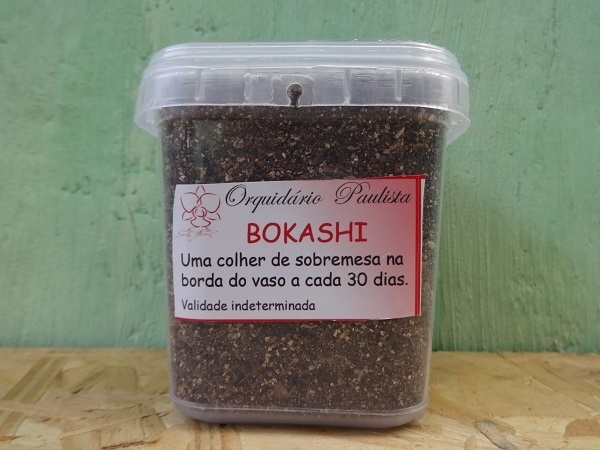 Orquidário Paulista
BOKASHI
Uma colher de sobremesa na
borda do vaso a cada 30 dias.
Validade indeterminada